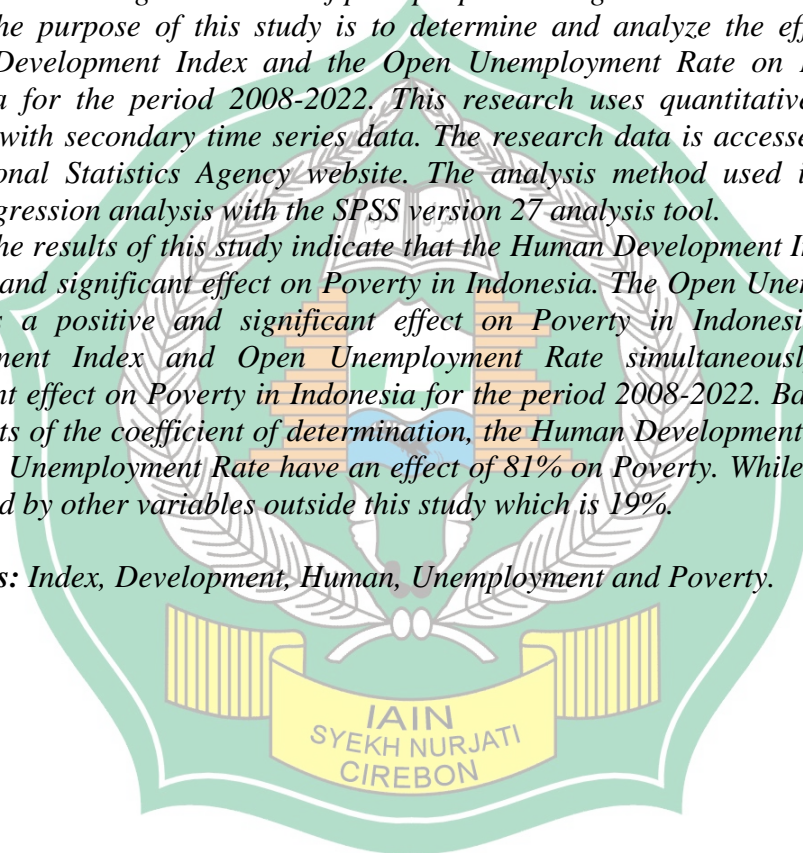 he purpose of this study is to determine and analyze the eff
Development Index and the Open Unemployment Rate on
a for the period 2008-2022. This research uses quantitative
with secondary time series data. The research data is accesse
onal Statistics Agency website. The analysis method used i
gression analysis with the SPSS version 27 analysis tool.
he results of this study indicate that the Human Development I
and significant effect on Poverty in Indonesia. The Open Unem
s a positive and significant effect on Poverty in Indonesi
ment Index and Open Unemployment Rate simultaneously
nt effect on Poverty in Indonesia for the period 2008-2022. Ba
ts of the coefficient of determination, the Human Development
Unemployment Rate have an effect of 81% on Poverty. While
d by other variables outside this study which is 19%.
s: Index, Development, Human, Unemployment and Poverty.
IAIN
SYEKH NURJATI
CIREBON